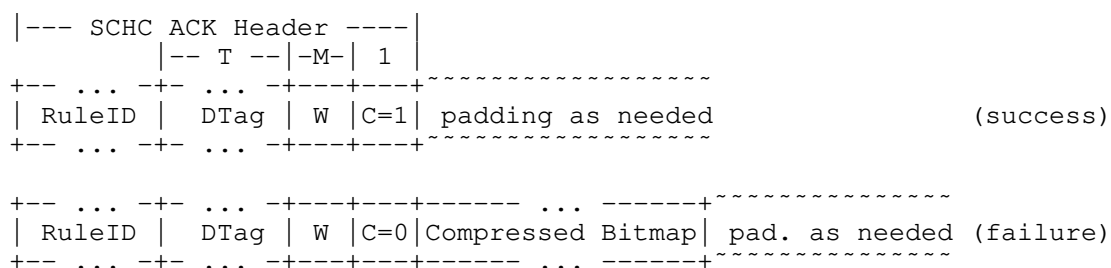 |--- SCHC ACK Header ----|
         |-- T --|-M-| 1 |
+-- ... -+- ... -+---+---+~~~~~~~~~~~~~~~~~~
| RuleID |  DTag | W |C=1| padding as needed                (success)
+-- ... -+- ... -+---+---+~~~~~~~~~~~~~~~~~~

+-- ... -+- ... -+---+---+------ ... ------+~~~~~~~~~~~~~~~
| RuleID |  DTag | W |C=0|Compressed Bitmap| pad. as needed (failure)
+-- ... -+- ... -+---+---+------ ... ------+~~~~~~~~~~~~~~~